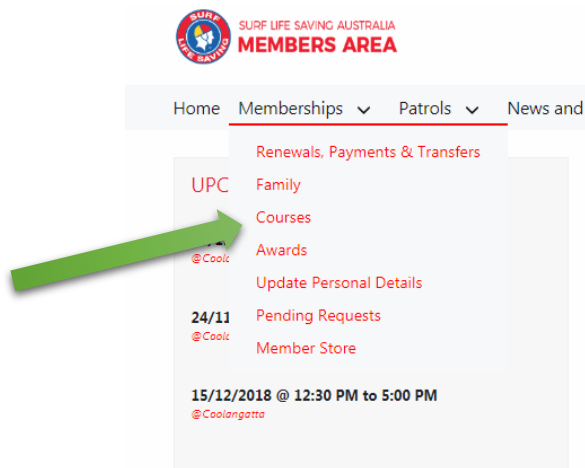 SURF LIFE SAVING
SURF LIFE SAVING AUSTRALIA
MEMBERS AREA
Home Memberships Patrols News and
Renewals, Payments & Transfers
UPC
Family
Courses
Awards
@Coola
Update Personal Details
24/11
Pending Requests
@Coola
Member Store
15/12/2018 @ 12:30 PM to 5:00 PM
@Coolangatta